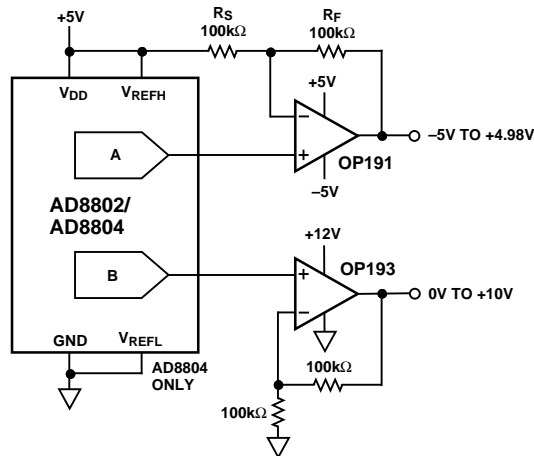 +5V
RS
100kΩ
RF
100kΩ
VDD
VREFH
+5V
A
−
+
OP191
–5V TO +4.98V
–5V
AD8802/
AD8804
+12V
B
OP193
+
−
0V TO +10V
GND
VREFL
AD8804
ONLY
100kΩ
100kΩ